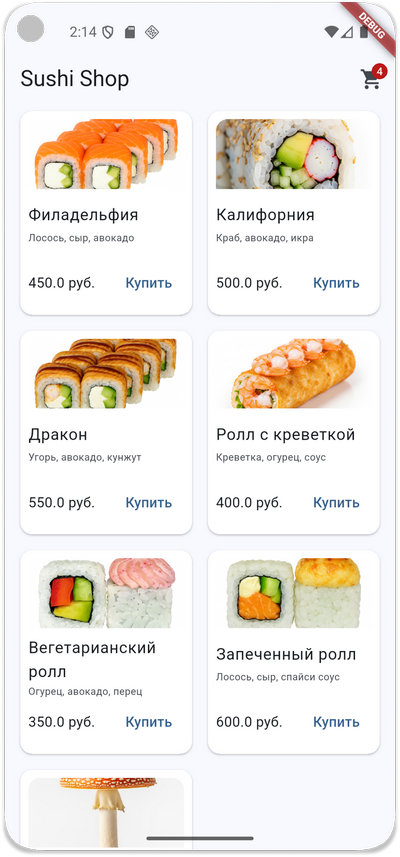 2:14
DEBUG
Sushi Shop
4
Филадельфия
Лосось, сыр, авокадо
450.0 руб.
Купить
Калифорния
Краб, авокадо, икра
500.0 руб.
Купить
Дракон
Угорь, авокадо, кунжут
550.0 руб.
Купить
Ролл с креветкой
Креветка, огурец, соус
400.0 руб.
Купить
Вегетарианский
ролл
Огурец, авокадо, перец
350.0 руб.
Купить
Запеченный ролл
Лосось, сыр, спайси соус
600.0 руб.
Купить